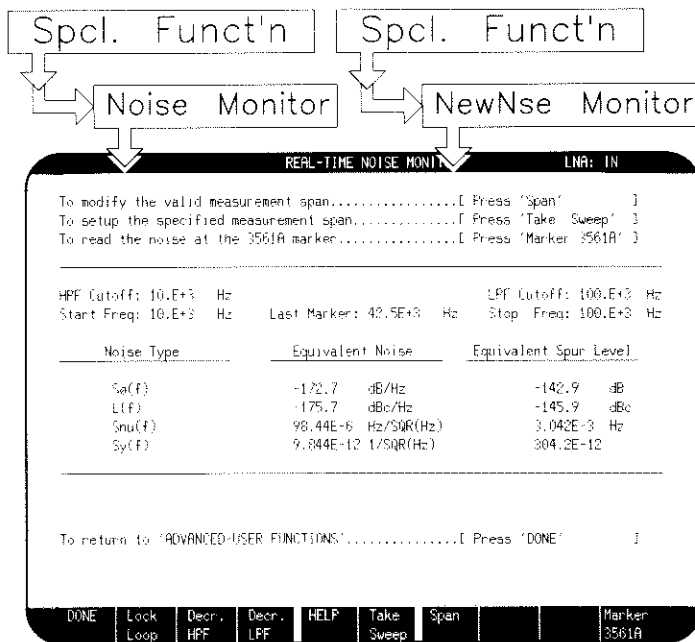 Spcl. Funct'n
Spcl. Funct'n
Noise Monitor
NewNse Monitor
REAL-TIME NOISE MONIT
LNA: IN
To modify the valid measurement span.................[ Press 'Span' ]
To setup the specified measurement span..............[ Press 'Take Sweep' ]
To read the noise at the 3561A marker................[ Press 'Marker 3561A' ]
HPF Cutoff: 10.E+3 Hz LPF Cutoff: 100.E+3 Hz
Start Freq: 10.E+3 Hz Last Marker: 42.5E+3 Hz Stop Freq: 100.E+3 Hz
Noise Type Equivalent Noise Equivalent Spur Level
Sø(f) -172.7 dB/Hz -142.9 dB
L(f) -175.7 dBc/Hz -145.9 dBc
Snu(f) 98.44E-6 Hz/SQR(Hz) 3.042E-3 Hz
Sy(f) 9.844E-12 1/SQR(Hz) 304.2E-12
To return to 'ADVANCED-USER FUNCTIONS'...............[ Press 'DONE' ]
DONE Lock Decr. Decr. HELP Take Span Marker
Loop HPF LPF Sweep 3561A